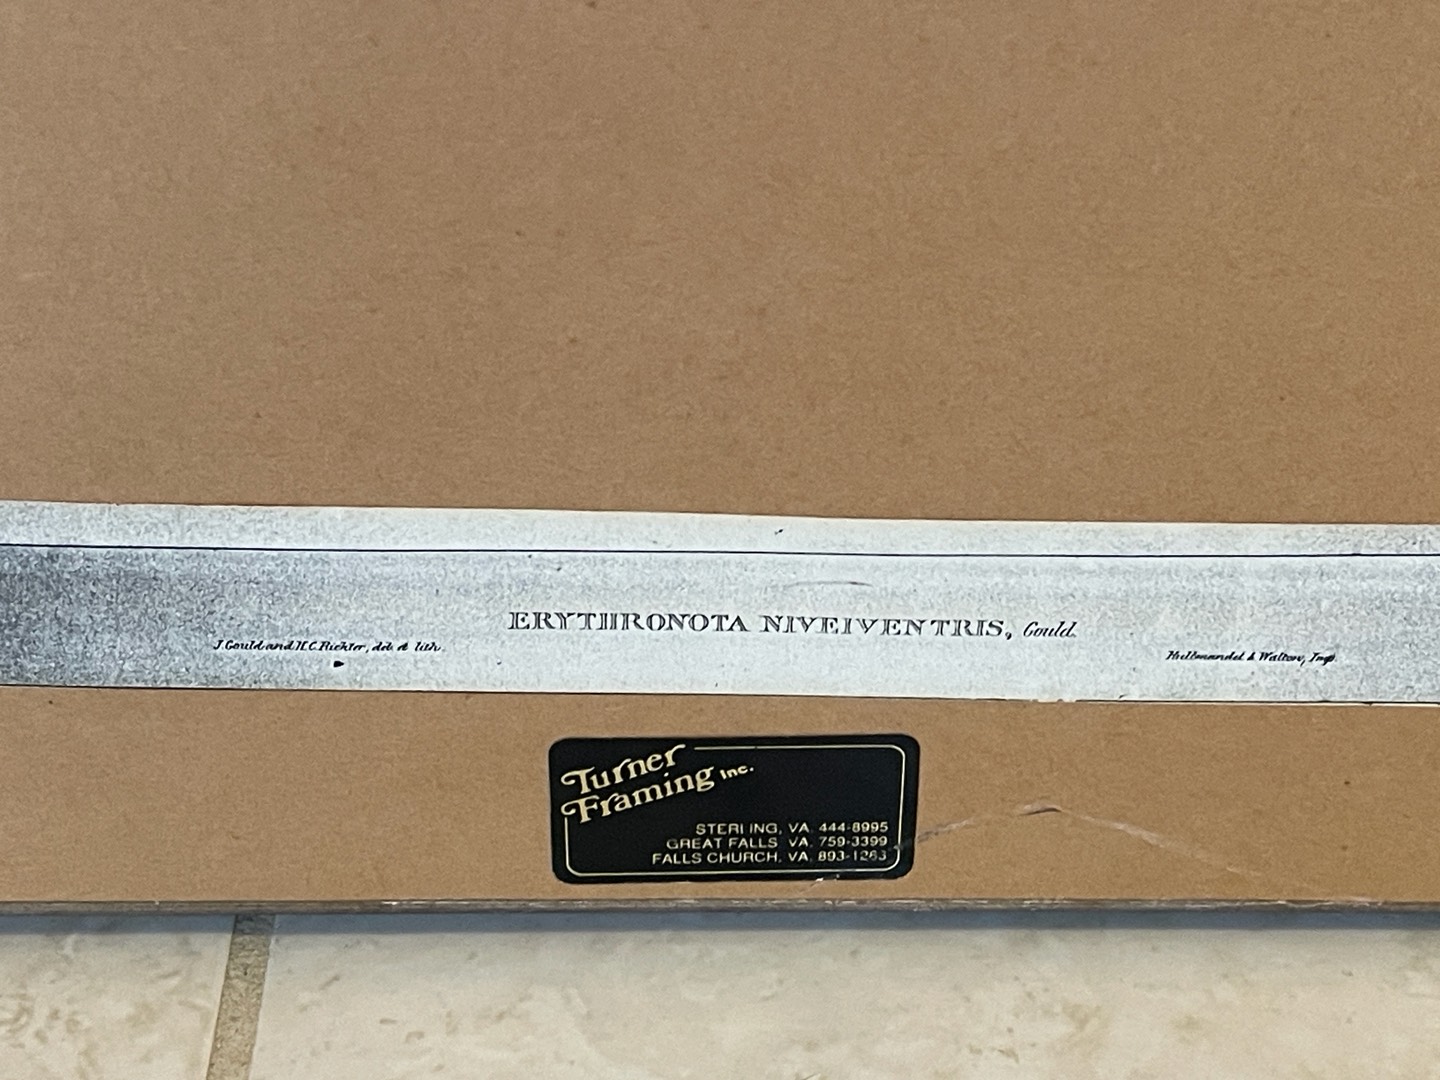 ERYTHRONOTA NIVEIVENTRIS, Gould.
J. Gould and H.C. Richter, del et lith.
Hullmandel & Walton, Imp.
Turner
Framing Inc.
STERLING, VA 444-8995
GREAT FALLS VA. 759-3399
FALLS CHURCH, VA 893-1263